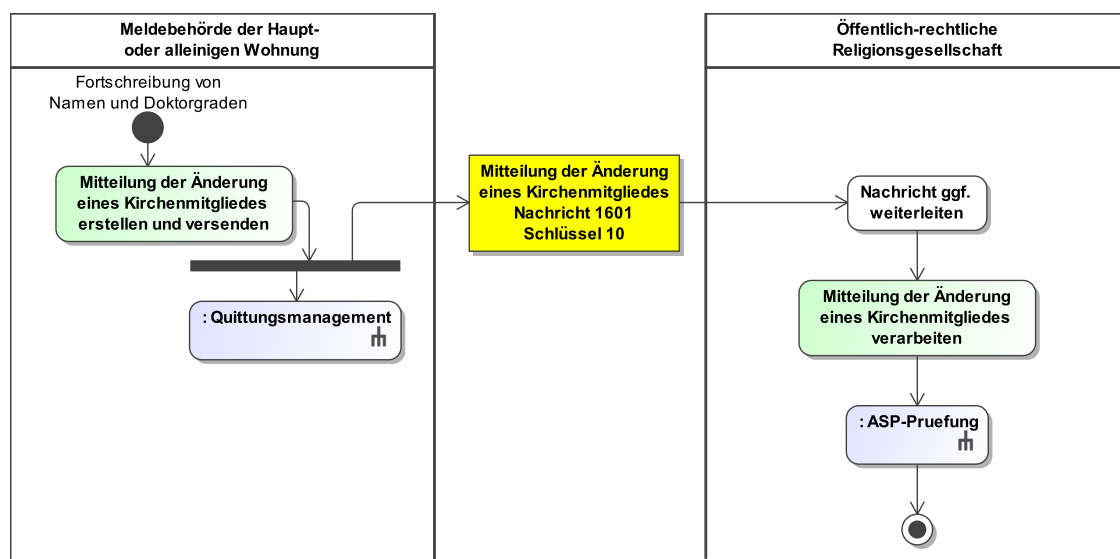 Meldebehörde der Haupt-
oder alleinigen Wohnung
Fortschreibung von
Namen und Doktorgraden
Mitteilung der Änderung
eines Kirchenmitgliedes
erstellen und versenden
: Quittungsmanagement
Mitteilung der Änderung
eines Kirchenmitgliedes
Nachricht 1601
Schlüssel 10
Öffentlich-rechtliche
Religionsgesellschaft
Nachricht ggf.
weiterleiten
Mitteilung der Änderung
eines Kirchenmitgliedes
verarbeiten
: ASP-Pruefung